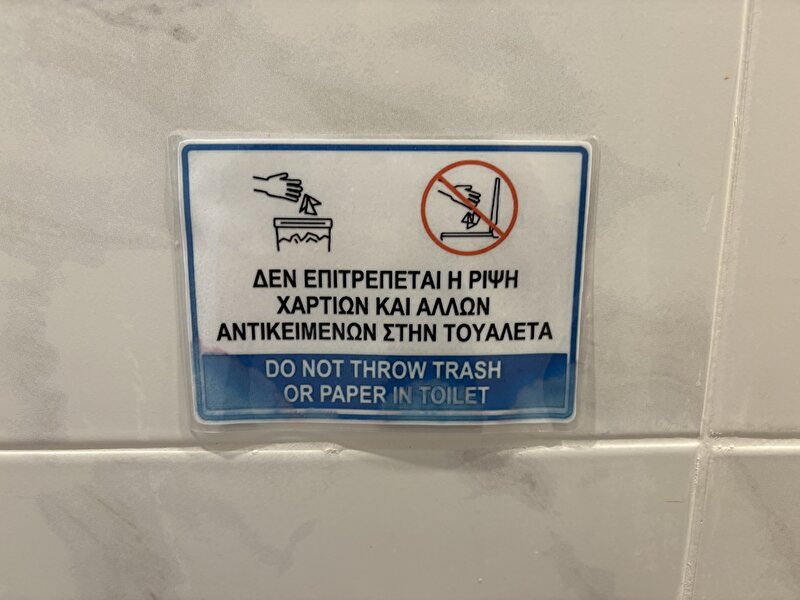 ΔΕΝ ΕΠΙΤΡΕΠΕΤΑΙ Η ΡΙΨΗ
ΧΑΡΤΙΩΝ ΚΑΙ ΑΛΛΩΝ
ΑΝΤΙΚΕΙΜΕΝΩΝ ΣΤΗΝ ΤΟΥΑΛΕΤΑ
DO NOT THROW TRASH
OR PAPER IN TOILET